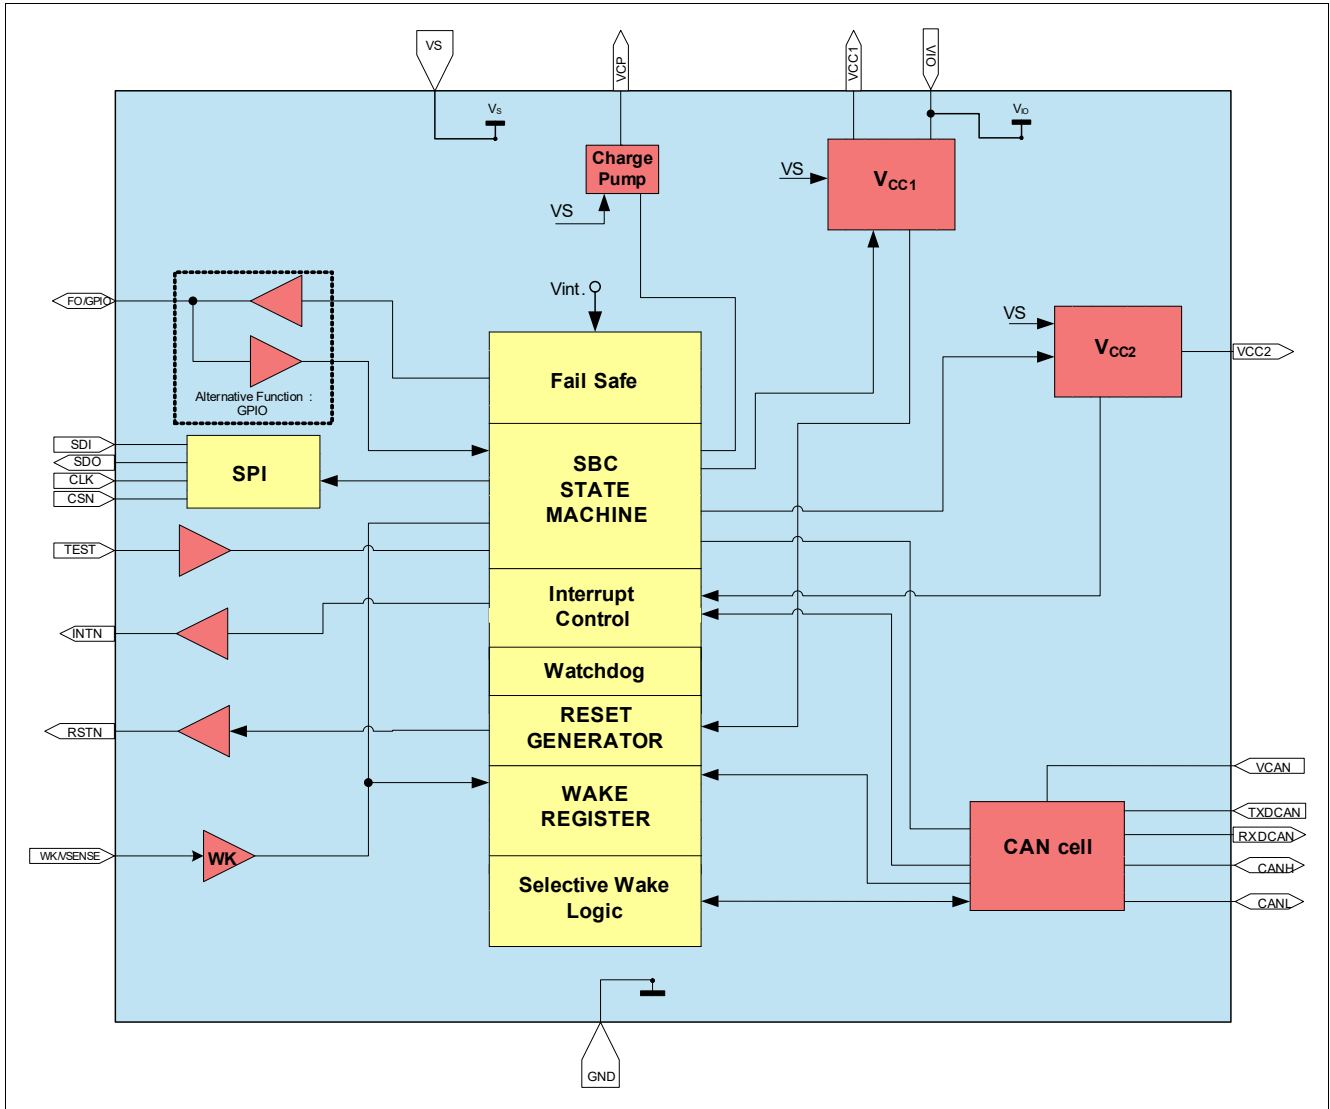 VS
VCP
VCC1
VIO
VS
VIO
Charge
Pump
VS
VS
VCC1
FO/GPIO
Vint.
VS
VCC2
VCC2
Fail Safe
Alternative Function :
GPIO
SDI
SDO
CLK
CSN
SPI
SBC
STATE
MACHINE
TEST
Interrupt
Control
INTN
Watchdog
RSTN
RESET
GENERATOR
VCAN
WAKE
REGISTER
TXDCAN
RXDCAN
CANH
CANL
CAN cell
WK/VSENSE
WK
Selective Wake
Logic
GND